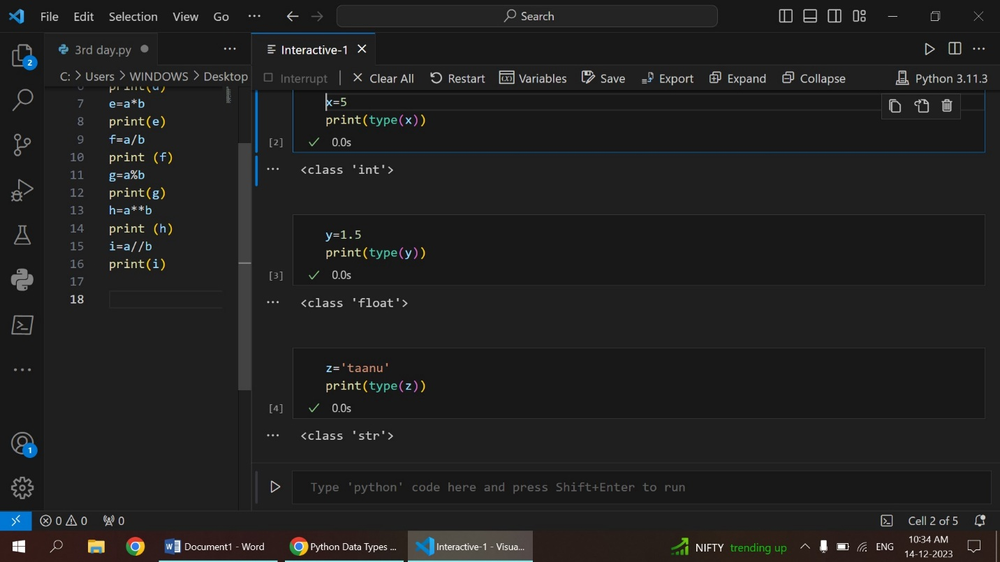 File Edit Selection View Go ··· Search
3rd day.py ··· Interactive-1
C: > Users > WINDOWS > Desktop
Interrupt Clear All Restart Variables Save Export Expand Collapse Python 3.11.3
2
6 print(d)
7 e=a*b
8 print(e)
9 f=a/b
10 print (f)
11 g=a%b
12 print(g)
13 h=a**b
14 print (h)
15 i=a//b
16 print(i)
17
18
x=5
print(type(x))
[2] 0.0s
<class 'int'>
y=1.5
print(type(y))
[3] 0.0s
<class 'float'>
z='taanu'
print(type(z))
[4] 0.0s
<class 'str'>
1
Type 'python' code here and press Shift+Enter to run
0 0 0 Cell 2 of 5
Document1 - Word Python Data Types ... Interactive-1 - Visua... NIFTY trending up ENG 10:34 AM
14-12-2023